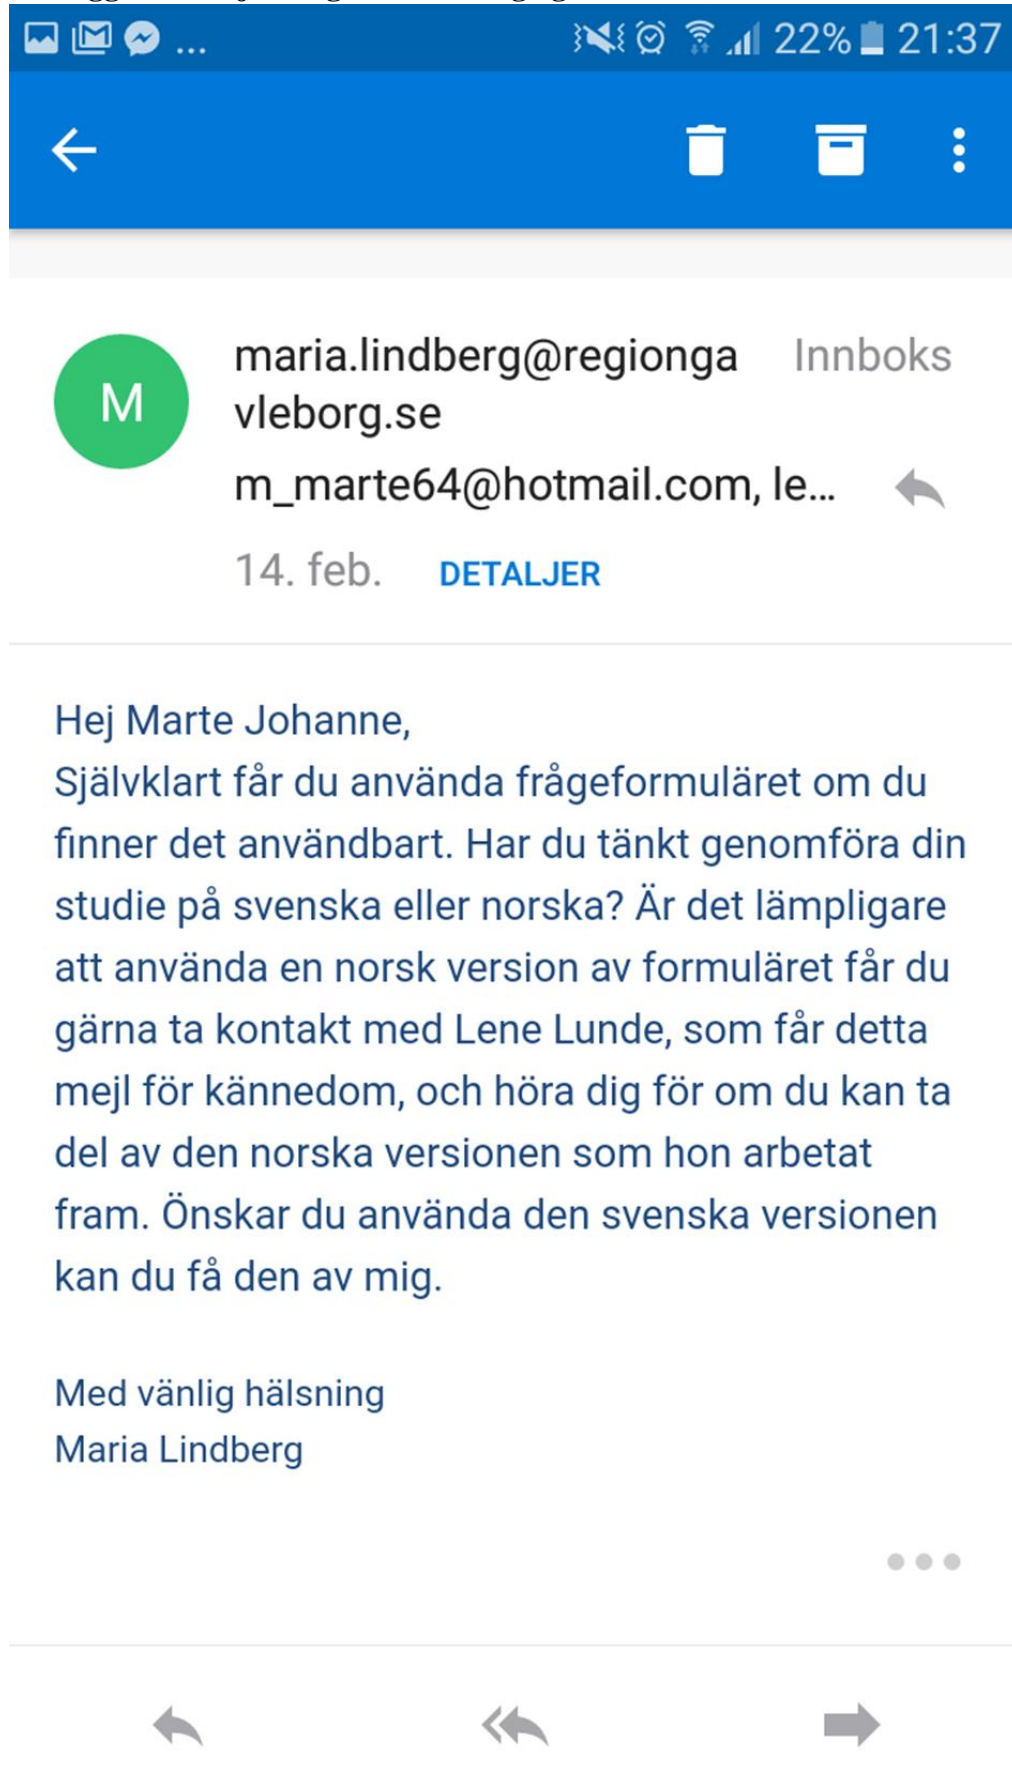 ... 22% 21:37
M
maria.lindberg@regionga Innboks
vleborg.se
m_marte64@hotmail.com, le...
14. feb. DETALJER
Hej Marte Johanne,
Självklart får du använda frågeformuläret om du
finner det användbart. Har du tänkt genomföra din
studie på svenska eller norska? Är det lämpligare
att använda en norsk version av formuläret får du
gärna ta kontakt med Lene Lunde, som får detta
mejl för kännedom, och höra dig för om du kan ta
del av den norska versionen som hon arbetat
fram. Önskar du använda den svenska versionen
kan du få den av mig.
Med vänlig hälsning
Maria Lindberg